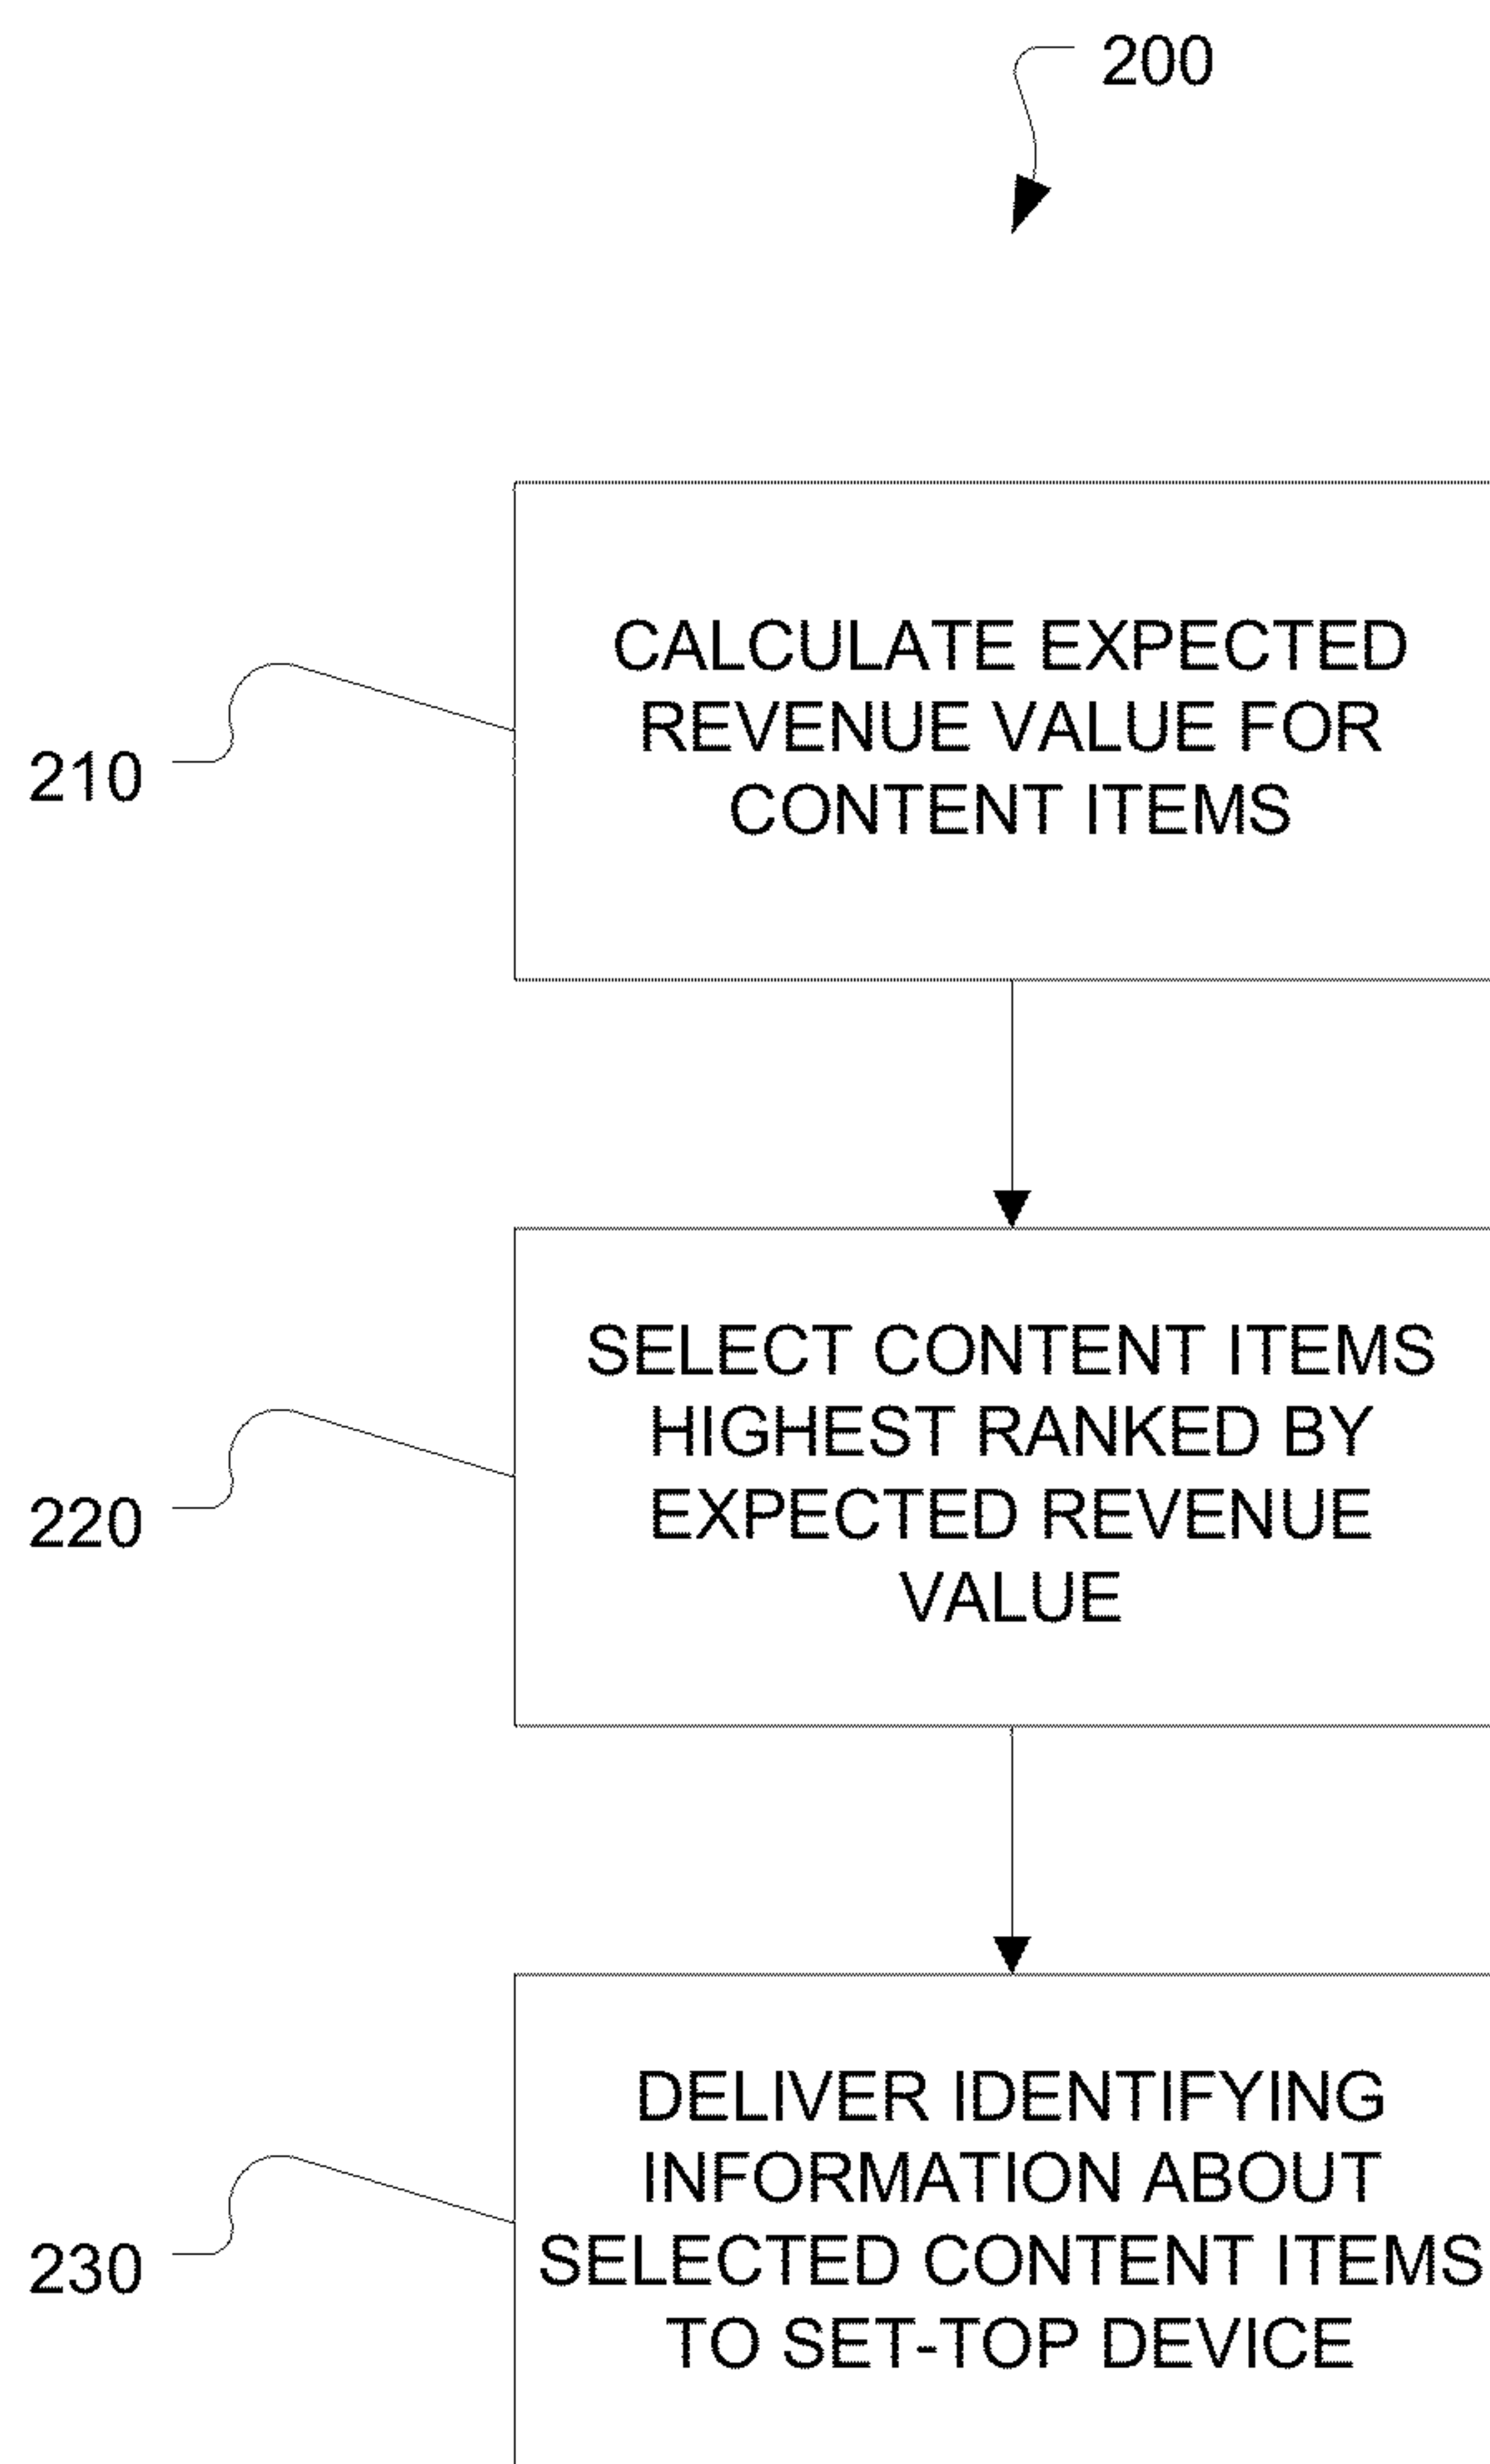 200
210
CALCULATE EXPECTED
REVENUE VALUE FOR
CONTENT ITEMS
220
SELECT CONTENT ITEMS
HIGHEST RANKED BY
EXPECTED REVENUE
VALUE
230
DELIVER IDENTIFYING
INFORMATION ABOUT
SELECTED CONTENT ITEMS
TO SET-TOP DEVICE